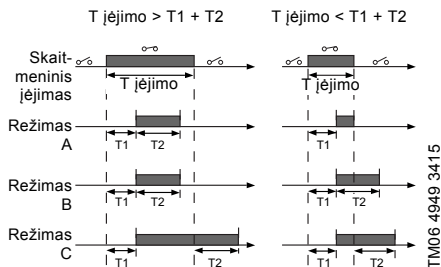 T įėjimo > T1 + T2
T įėjimo < T1 + T2
Skait-
meninis
įėjimas
T įėjimo
T įėjimo
Režimas
A
T1
T2
T1
Režimas
B
T1
T2
T1
T2
Režimas
C
T1
T2
T1
T2
TM06 4949 3415